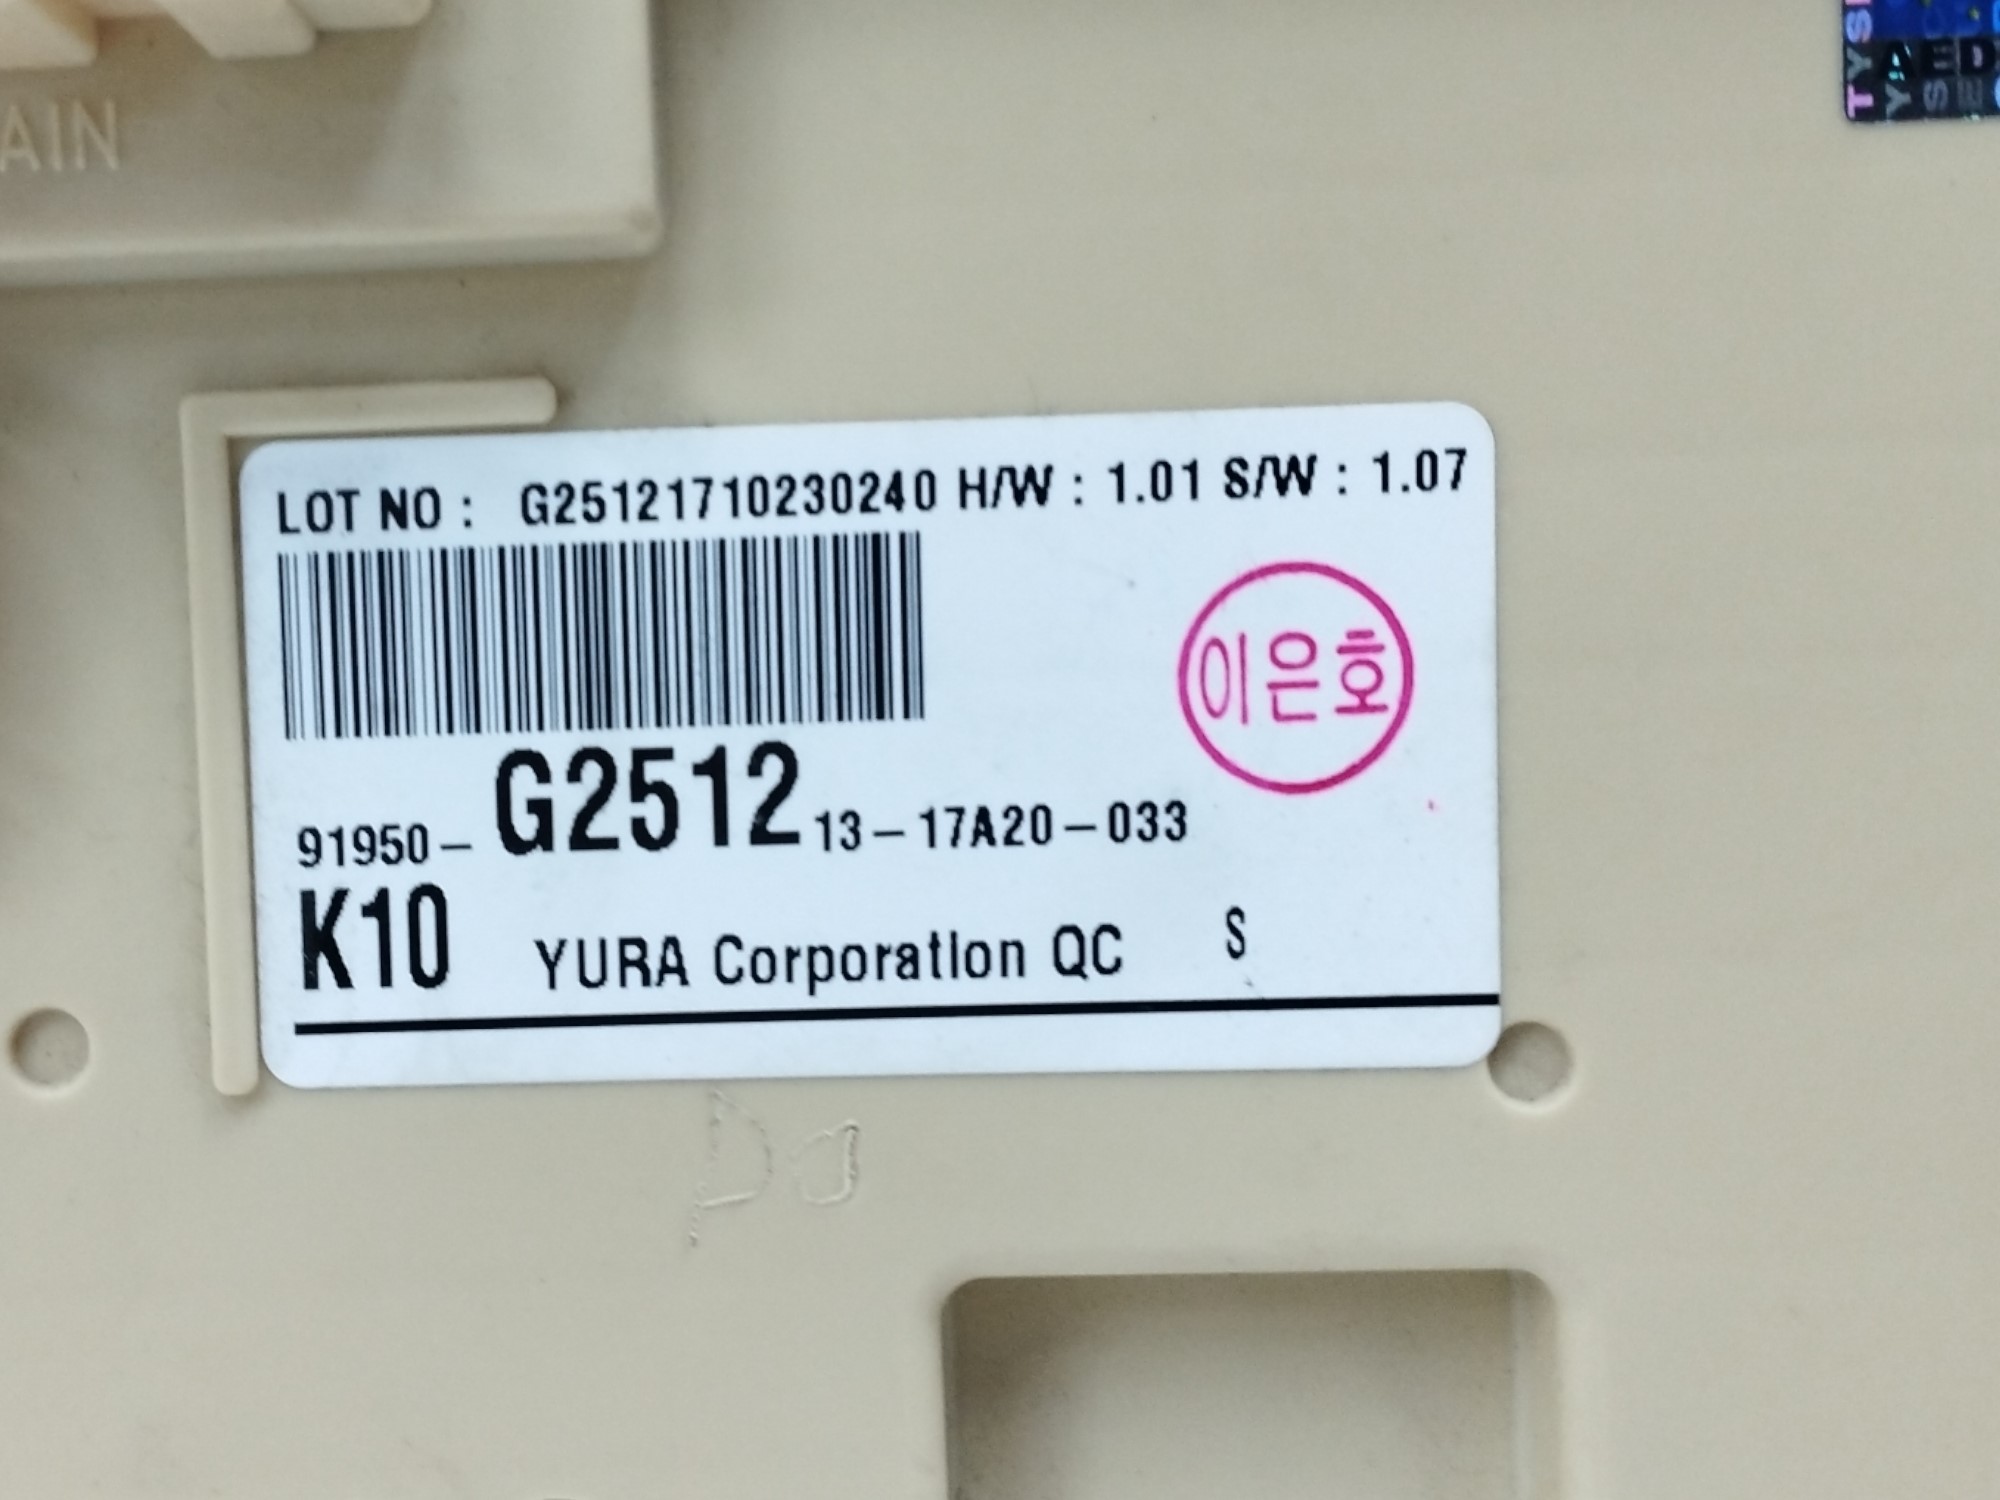 AIN
LOT NO : G25121710230240 H/W : 1.01 S/W : 1.07
이은호
91950- G2512 13-17A20-033
K10 YURA Corporation QC S